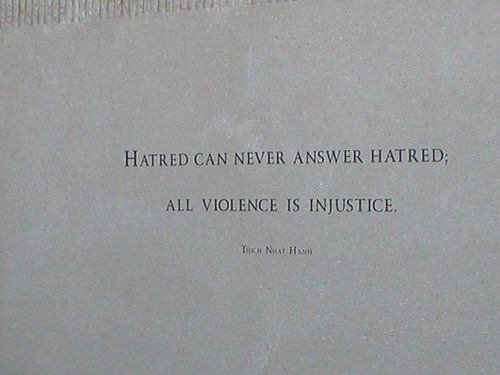 HATRED CAN NEVER ANSWER HATRED;
ALL VIOLENCE IS INJUSTICE.
THICH NHAT HANH